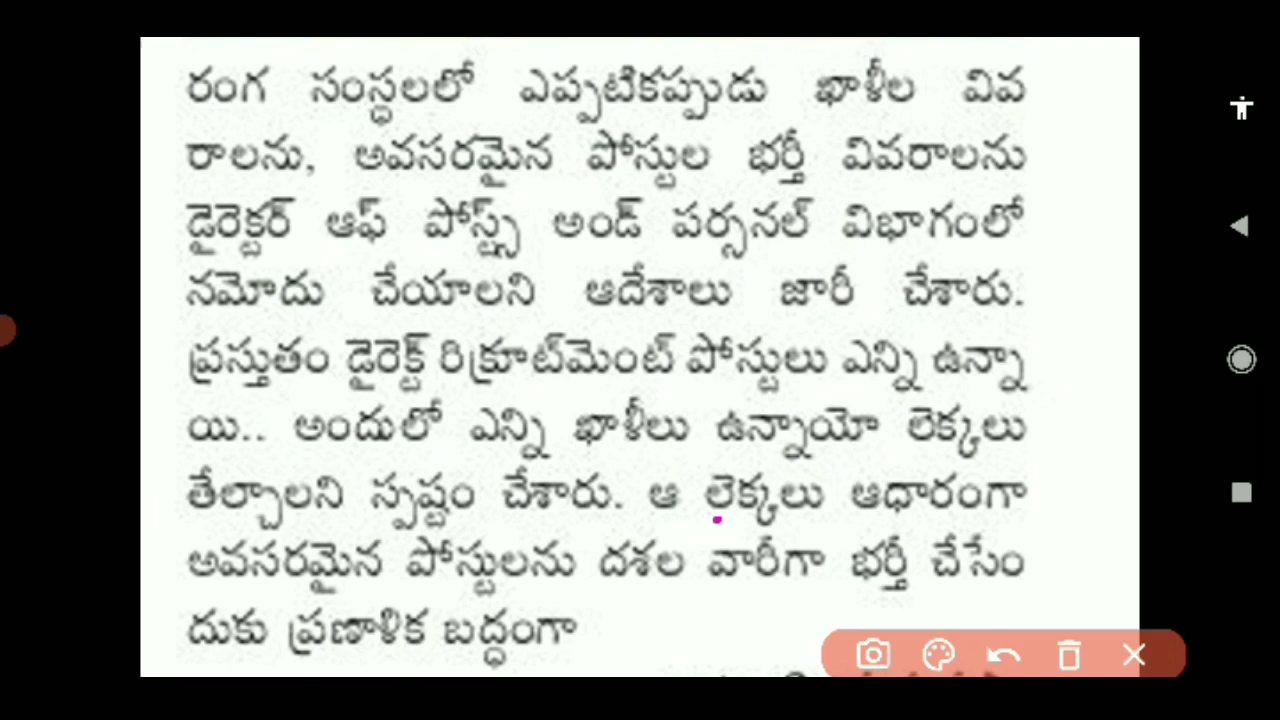 రంగ సంస్థలలో ఎప్పటికప్పుడు ఖాళీల వివ
రాలను, అవసరమైన పోస్టుల భర్తీ వివరాలను
డైరెక్టర్ ఆఫ్ పోస్ట్స్ అండ్ పర్సనల్ విభాగంలో
నమోదు చేయాలని ఆదేశాలు జారీ చేశారు.
ప్రస్తుతం డైరెక్ట్ రిక్రూట్‌మెంట్ పోస్టులు ఎన్ని ఉన్నా
యి.. అందులో ఎన్ని ఖాళీలు ఉన్నాయో లెక్కలు
తేల్చాలని స్పష్టం చేశారు. ఆ లెక్కలు ఆధారంగా
అవసరమైన పోస్టులను దశల వారీగా భర్తీ చేసేం
దుకు ప్రణాళిక బద్ధంగా